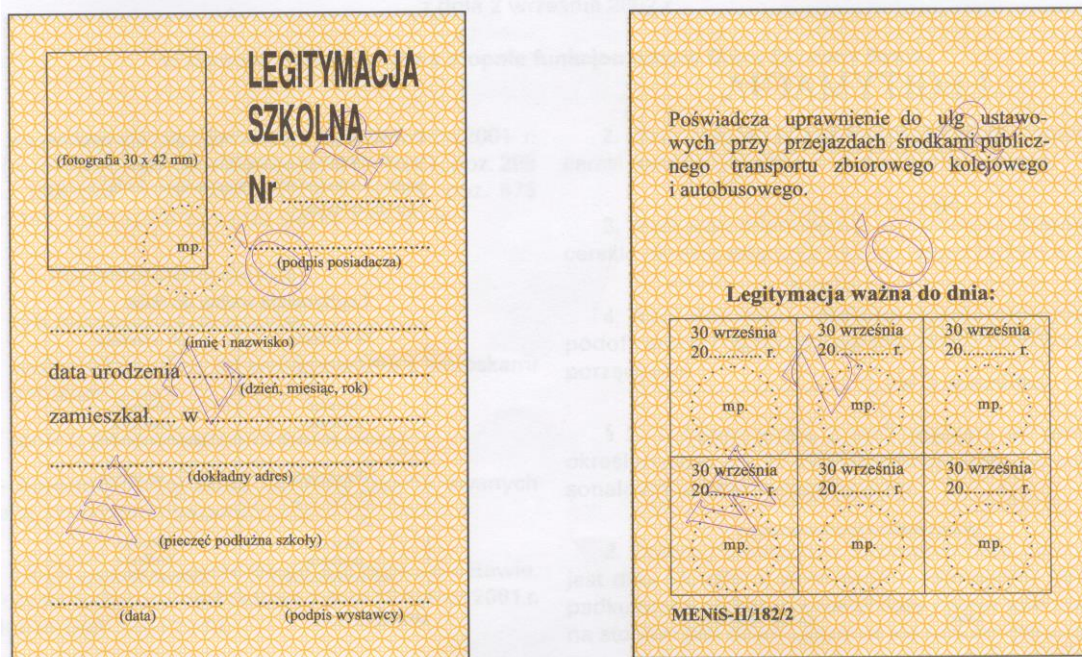 LEGITYMACJA
SZKOLNA
(fotografia 30 x 42 mm)
Nr ..............................
mp.
(podpis posiadacza)
(imię i nazwisko)
data urodzenia
(dzień, miesiąc, rok)
zamieszkał..... w
(dokładny adres)
(pieczęć podłużna szkoły)
(data) (podpis wystawcy)
WZÓR
Poświadcza uprawnienie do ulg ustawo-
wych przy przejazdach środkami publicz-
nego transportu zbiorowego kolejowego
i autobusowego.
Legitymacja ważna do dnia:
30 września 30 września 30 września
20............ r. 20............ r. 20............ r.
mp. mp. mp.
30 września 30 września 30 września
20............ r. 20............ r. 20............ r.
mp. mp. mp.
MENiS-II/182/2
WZÓR